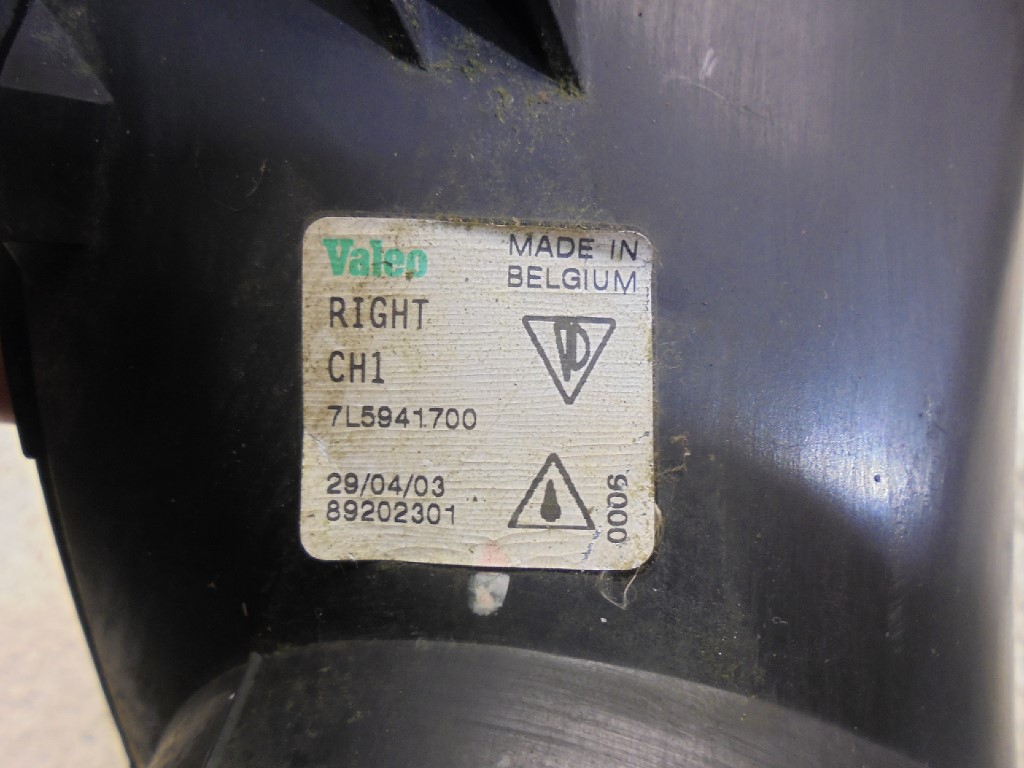 Valeo
MADE IN
BELGIUM
RIGHT
CH1
7L5941700
29/04/03
89202301
0006